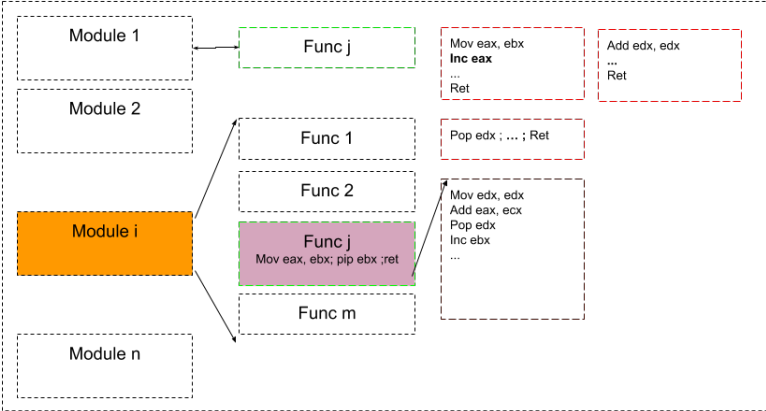 Module 1
Func j
Mov eax, ebx
Inc eax
...
Ret
Add edx, edx
...
Ret
Module 2
Func 1
Pop edx ; ... ; Ret
Func 2
Mov edx, edx
Add eax, ecx
Pop edx
Inc ebx
...
Module i
Func j
Mov eax, ebx; pip ebx ;ret
Func m
Module n